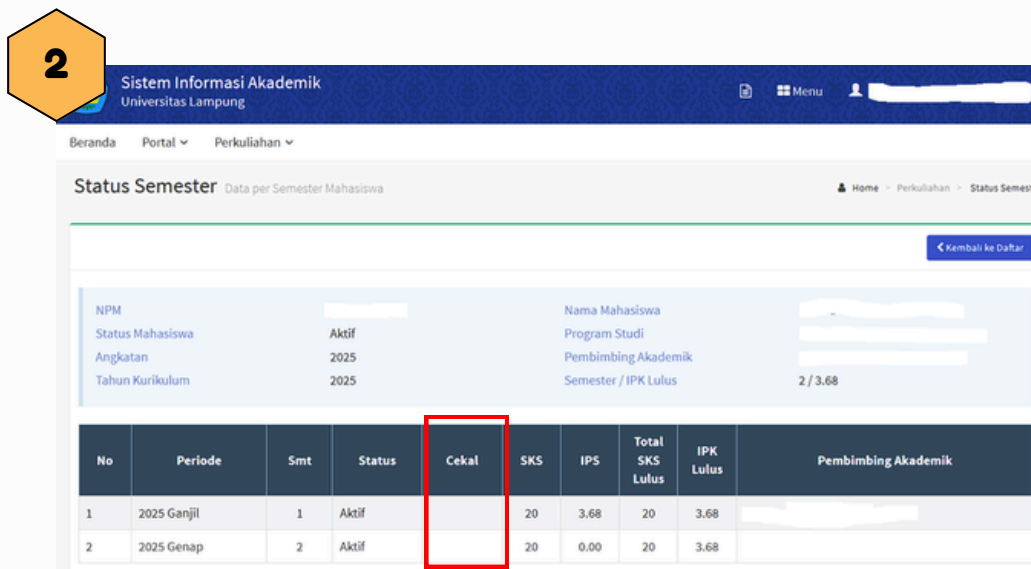 2
Sistem Informasi Akademik
Universitas Lampung
Menu
Beranda Portal Perkuliahan
Status Semester Data per Semester Mahasiswa
Home > Perkuliahan > Status Semest
Kembali ke Daftar
NPM Nama Mahasiswa
Status Mahasiswa Aktif Program Studi
Angkatan 2025 Pembimbing Akademik
Tahun Kurikulum 2025 Semester / IPK Lulus 2 / 3.68
No Periode Smt Status Cekal SKS IPS Total SKS Lulus IPK Lulus Pembimbing Akademik
1 2025 Ganjil 1 Aktif 20 3.68 20 3.68
2 2025 Genap 2 Aktif 20 0.00 20 3.68